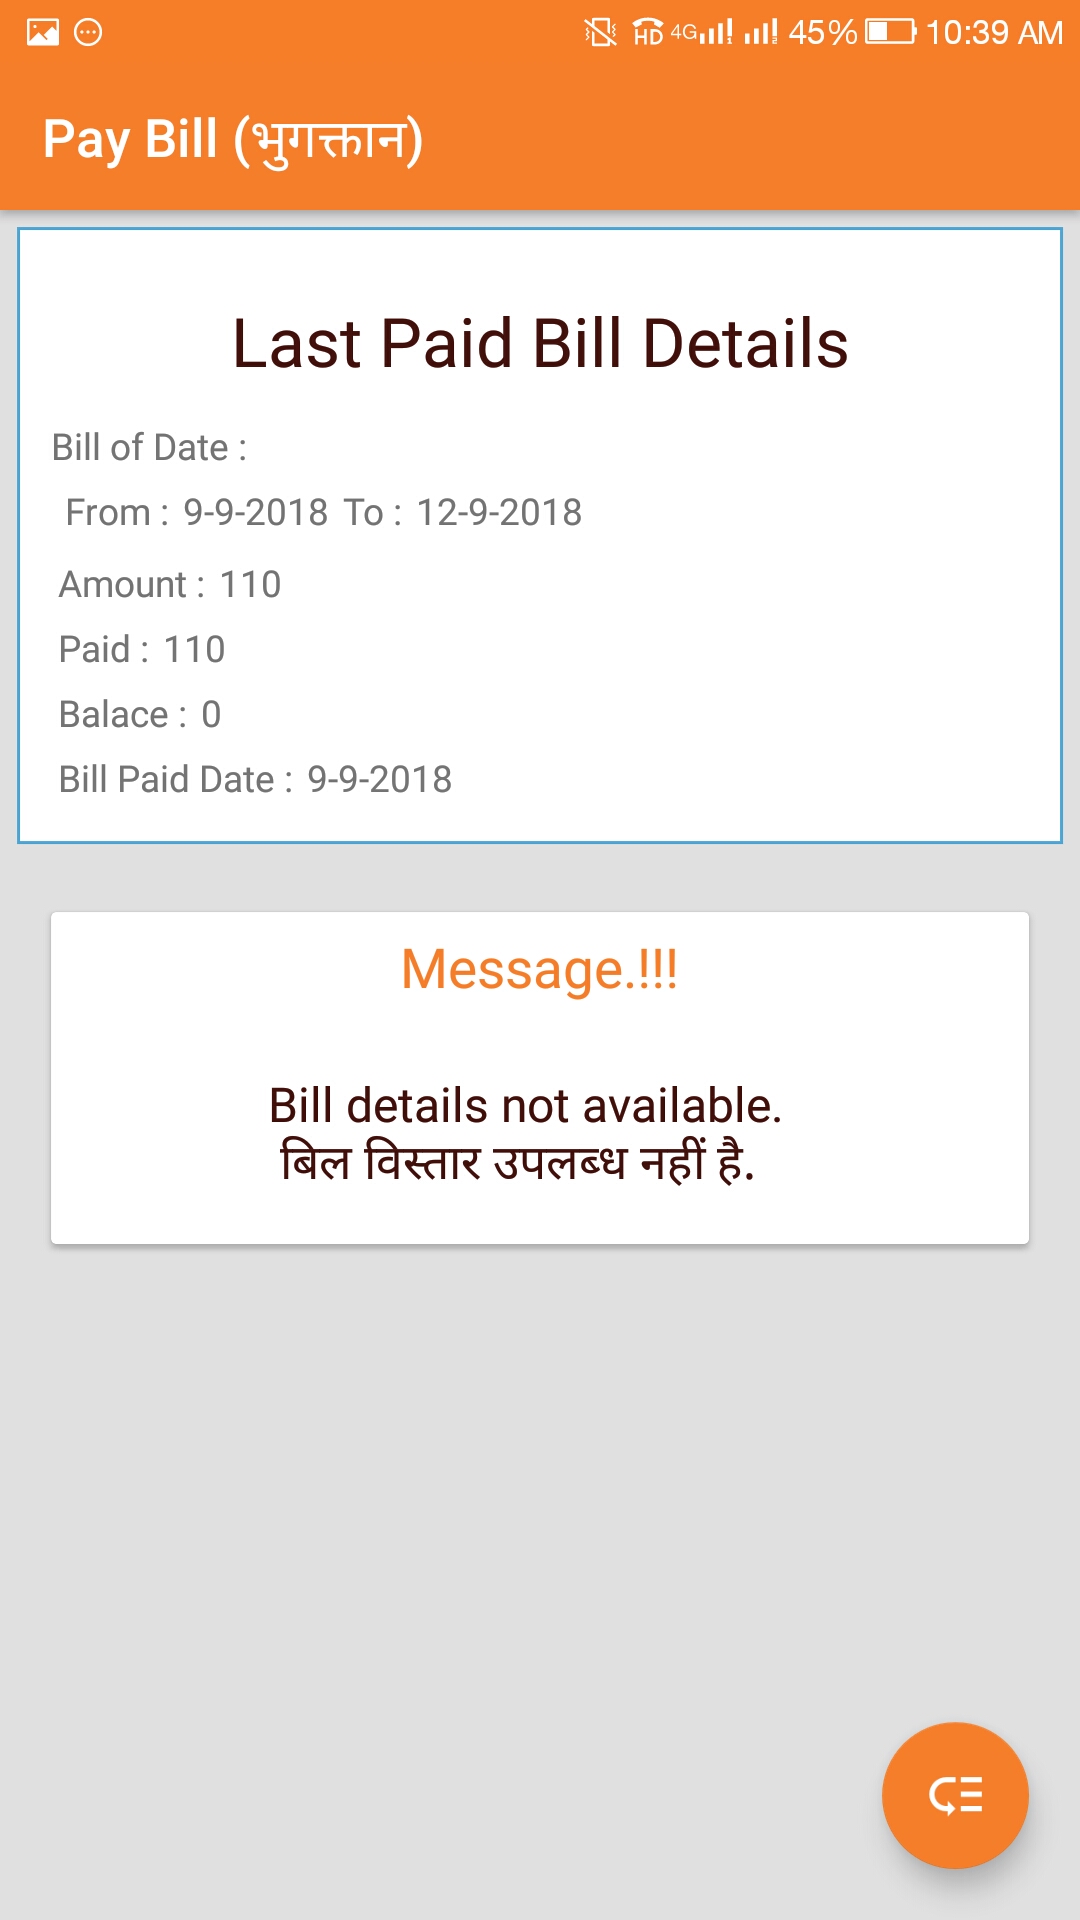 HD 4G 45% 10:39 AM
Pay Bill (भुगक्तान)
Last Paid Bill Details
Bill of Date :
From : 9-9-2018 To : 12-9-2018
Amount : 110
Paid : 110
Balace : 0
Bill Paid Date : 9-9-2018
Message.!!!
Bill details not available.
बिल विस्तार उपलब्ध नहीं है.